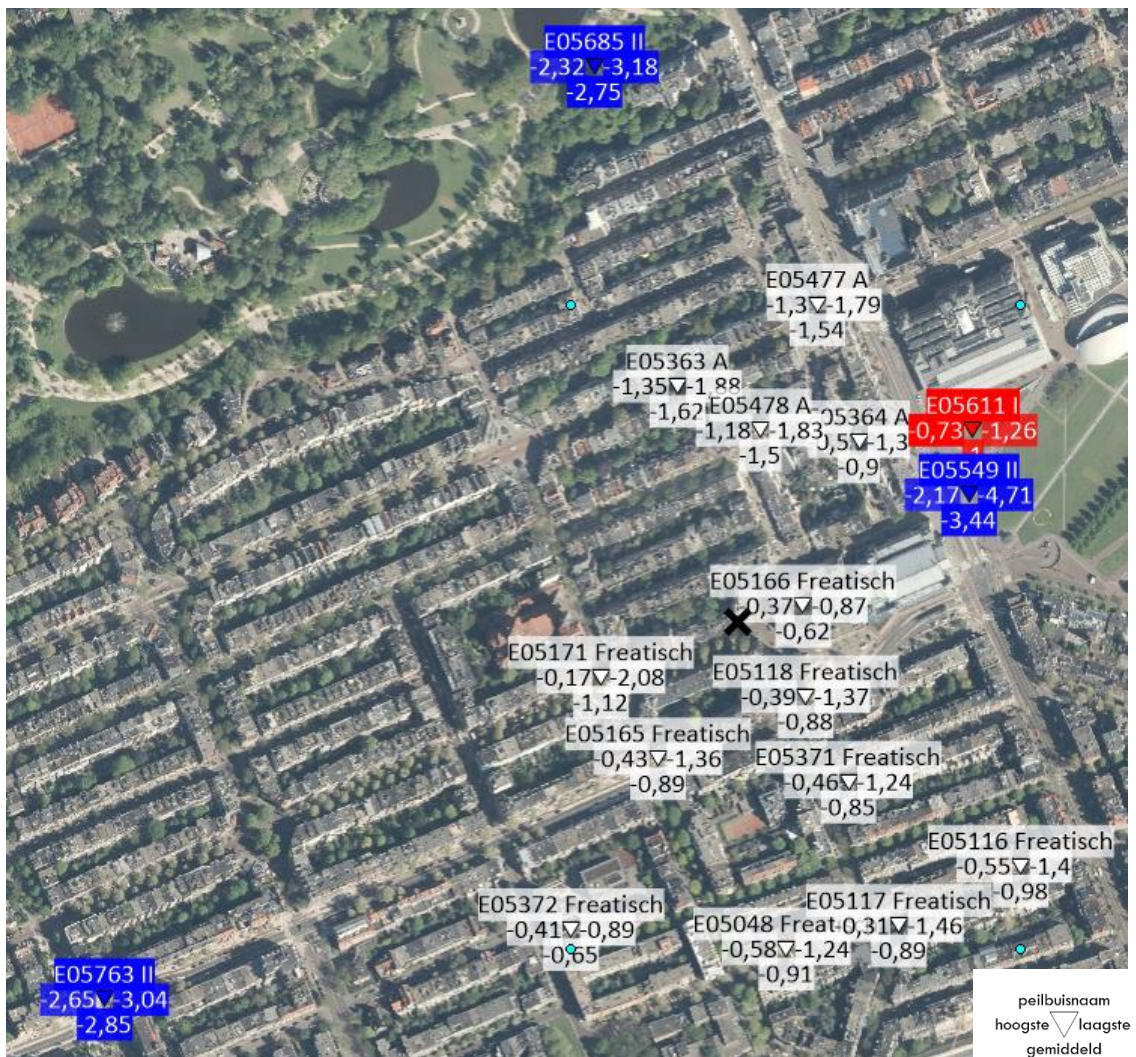 E05685 II
-2,32 -3,18
-2,75
E05477 A
-1,3 -1,79
-1,54
E05363 A
-1,35 -1,88
-1,62
E05478 A
-1,18 -1,83
-1,5
E05364 A
0,5 -1,3
-0,9
E05611 I
-0,73 -1,26
-1
E05549 II
-2,17 -4,71
-3,44
E05166 Freatisch
-0,37 -0,87
-0,62
E05171 Freatisch
-0,17 -2,08
-1,12
E05118 Freatisch
-0,39 -1,37
-0,88
E05165 Freatisch
-0,43 -1,36
-0,89
E05371 Freatisch
-0,46 -1,24
-0,85
E05116 Freatisch
-0,55 -1,4
-0,98
E05117 Freatisch
-0,31 -1,46
-0,89
E05372 Freatisch
-0,41 -0,89
-0,65
E05048 Freat
-0,58 -1,24
-0,91
E05763 II
-2,65 -3,04
-2,85
peilbuisnaam
hoogste laagste
gemiddeld